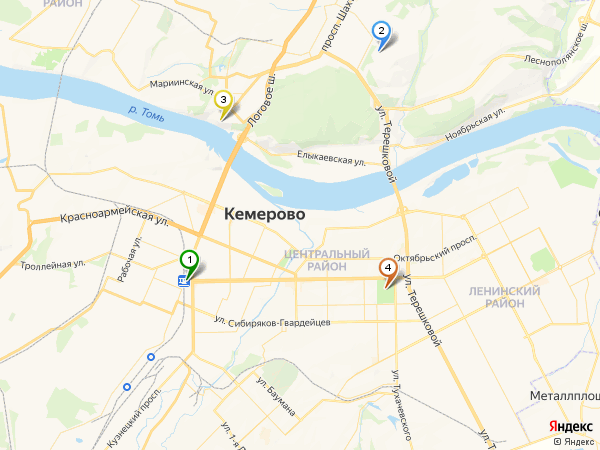 РАЙОН
просп. Шах
2
Леснополянское ш.
Мариинская ул.
3
р. Томь
Логовое ш.
ул. Терешковой
Ноябрьская ул.
Елыкаевская ул.
Красноармейская ул.
Кемерово
Рабочая ул.
Троллейная ул.
1
ЦЕНТРАЛЬНЫЙ
РАЙОН
Октябрьский просп.
4
ул. Терешковой
ЛЕНИНСКИЙ
РАЙОН
ул. Сибиряков-Гвардейцев
ул. Баумана
Кузнецкий просп.
ул. 1-я
ул. Тухачевского
ул. Т
Металлплощ
Яндекс
© Яндекс